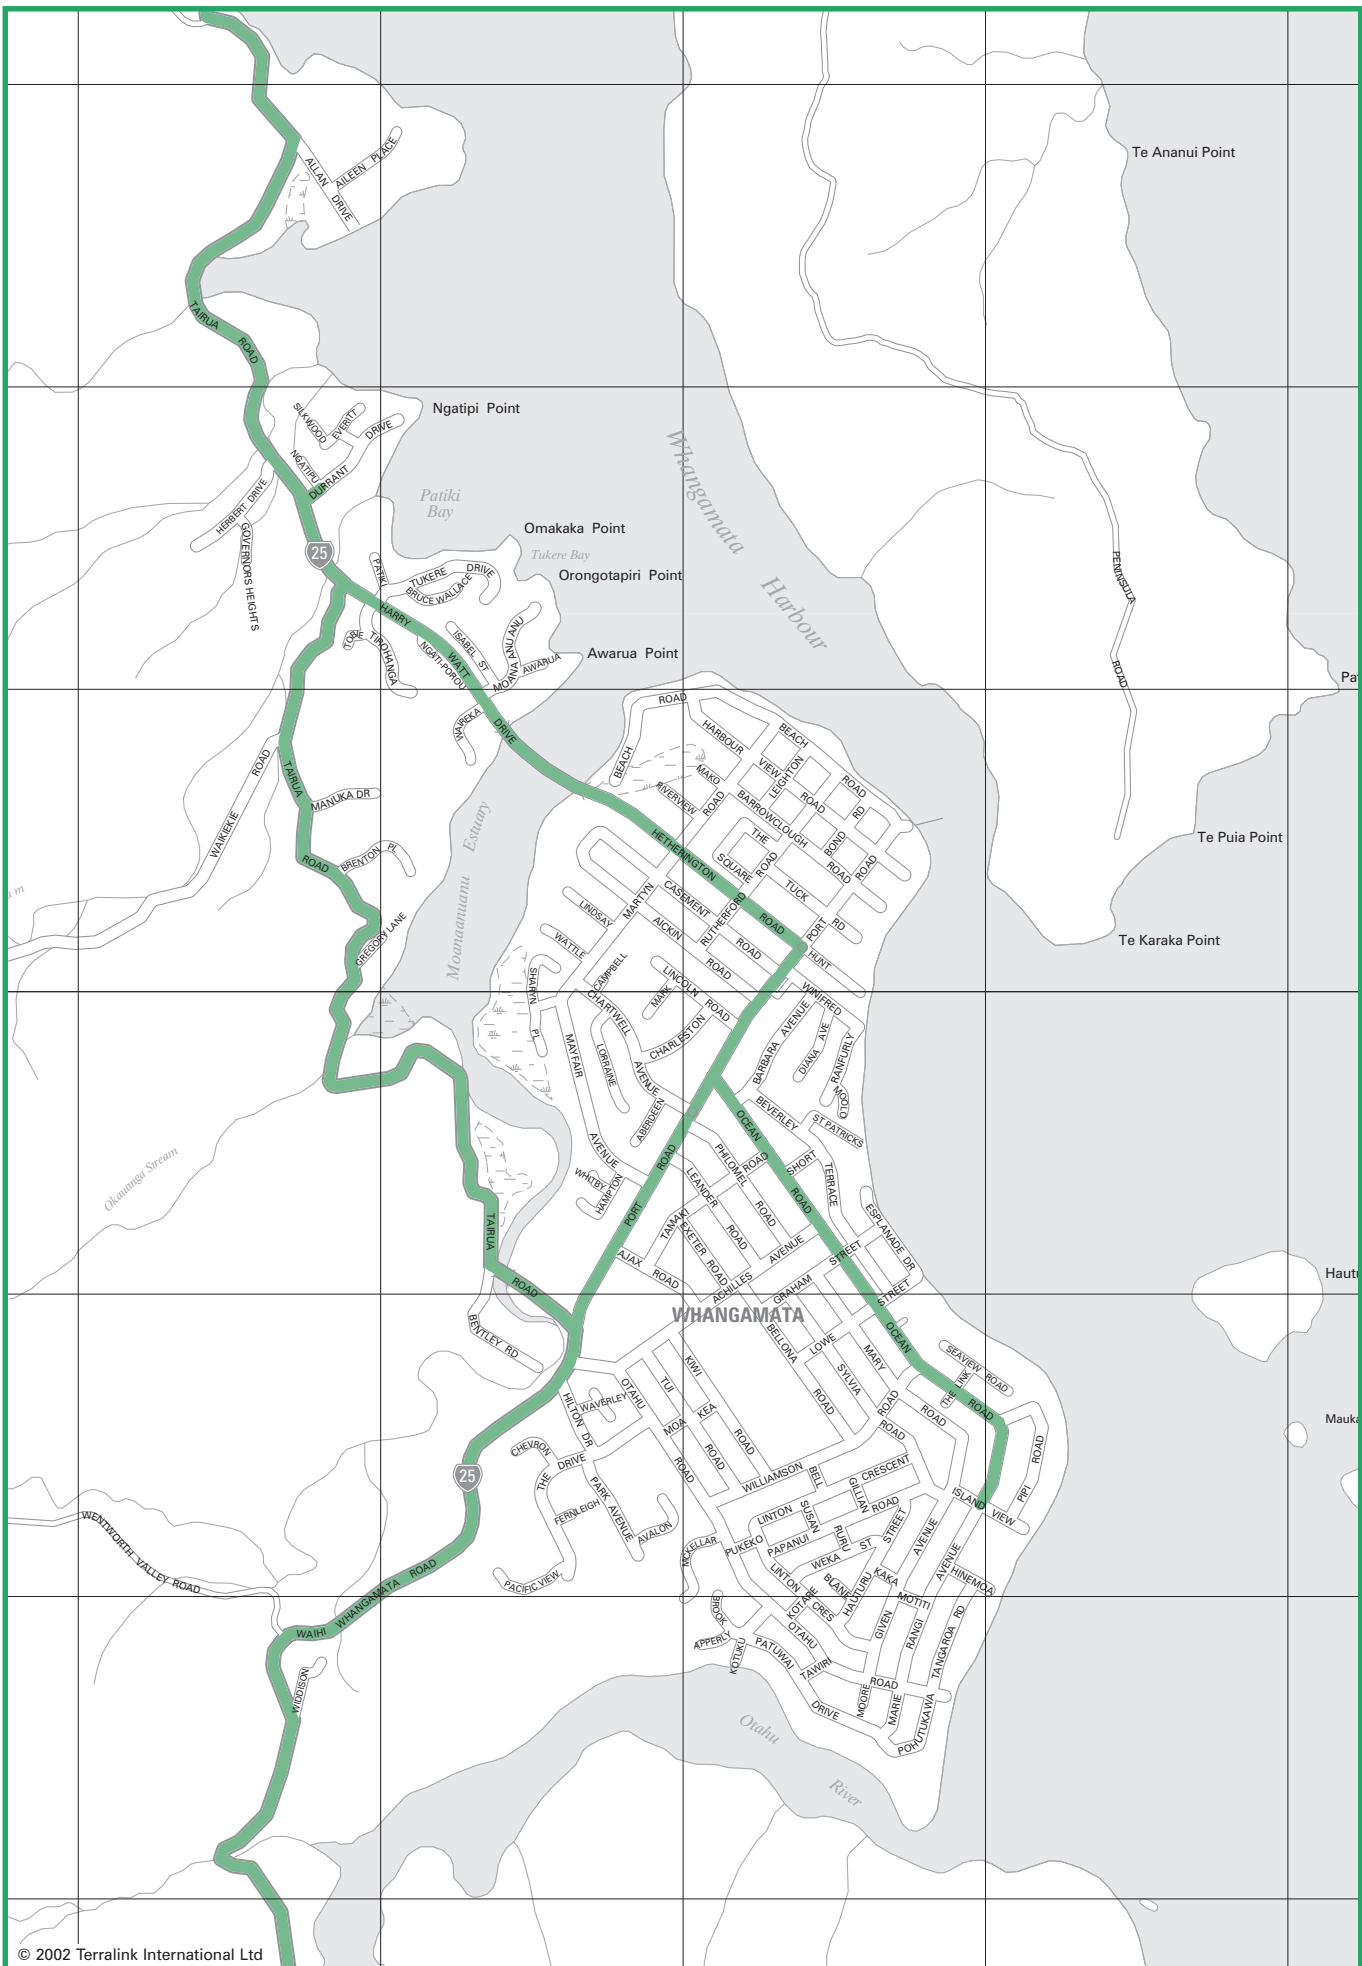 ALLAN DRIVE
AILEEN PLACE
Te Ananui Point
TAIRUA ROAD
Ngatipi Point
SILKWOOD
EVERITT
DRIVE
NGATIPU
DURRANT
HERBERT DRIVE
GOVERNORS HEIGHTS
25
Patiki
Bay
Whangamata
Harbour
Omakaka Point
Tukere Bay
Orongotapiri Point
PATIKI
TUKERE DRIVE
BRUCE WALLACE
HARRY WATT DRIVE
TOBIE
TIROHANGA
ISABEL ST
NGATI-POROU
MOANA ANU ANU
AWARUA
Awarua Point
WAIREKA
PENINSULA ROAD
Pa
BEACH ROAD
HARBOUR VIEW ROAD
BEACH ROAD
MAKO
LEIGHTON
RIVERVIEW
ROAD
BARROWCLOUGH ROAD
BOND RD
THE SQUARE
ROAD
TUCK RD
HETHERINGTON ROAD
PORT ROAD
HUNT
WAIKIEKIE ROAD
TAIRUA ROAD
MANUKA DR
BRENTON PL
GREGORY LANE
Moanaanuanu Estuary
am
Te Puia Point
Te Karaka Point
MARTYN
CASEMENT ROAD
RUTHERFORD
LINDSAY
AICKIN ROAD
WATTLE
CAMPBELL
SHARYN PL
LINCOLN ROAD
MARK
CHARTWELL AVENUE
CHARLESTON
LORRAINE
MAYFAIR AVENUE
ABERDEEN
WINIFRED
BARBARA AVENUE
DIANA AVE
RANFURLY
MOOLO
BEVERLEY TERRACE
ST PATRICKS
SHORT
OCEAN ROAD
PHILOMEL ROAD
LEANDER ROAD
TAMAKI ROAD
EXETER ROAD
PORT ROAD
WHITBY
HAMPTON
AJAX ROAD
ACHILLES AVENUE
GRAHAM STREET
ESPLANADE DR
Okauanga Stream
TAIRUA ROAD
BENTLEY RD
WHANGAMATA
Hautu
Mauka
LOWE STREET
OCEAN ROAD
BELLONA ROAD
SYLVIA ROAD
MARY ROAD
SEAVIEW ROAD
THE LINK
PIPI ROAD
ISLAND VIEW
HILTON DR
WAVERLEY
OTAHU ROAD
TUI ROAD
KIWI ROAD
MOA
KEA
CHEVRON
THE DRIVE
FERNLEIGH
PARK AVENUE
AVALON
PACIFIC VIEW
25
WAIHI WHANGAMATA ROAD
WENTWORTH VALLEY ROAD
WIDDISON
WILLIAMSON ROAD
BELL
GILLIAN
CRESCENT
LINTON
SUSAN
PAPANUI ROAD
RURU
PUKEKO
MCKELLAR
WEKA ST
BLANE
LINTON CRES
KOTARE
HAUTURU STREET
KAKA
MOTITI
GIVEN AVENUE
RANGI AVENUE
HINEMOA
TANGAROA RD
BROOK
APPERLY
KOTUKU
PATUWAI DRIVE
OTAHU ROAD
TAWIRI
MOORE
MARIE
POHUTUKAWA
Otahu
River
© 2002 Terralink International Ltd